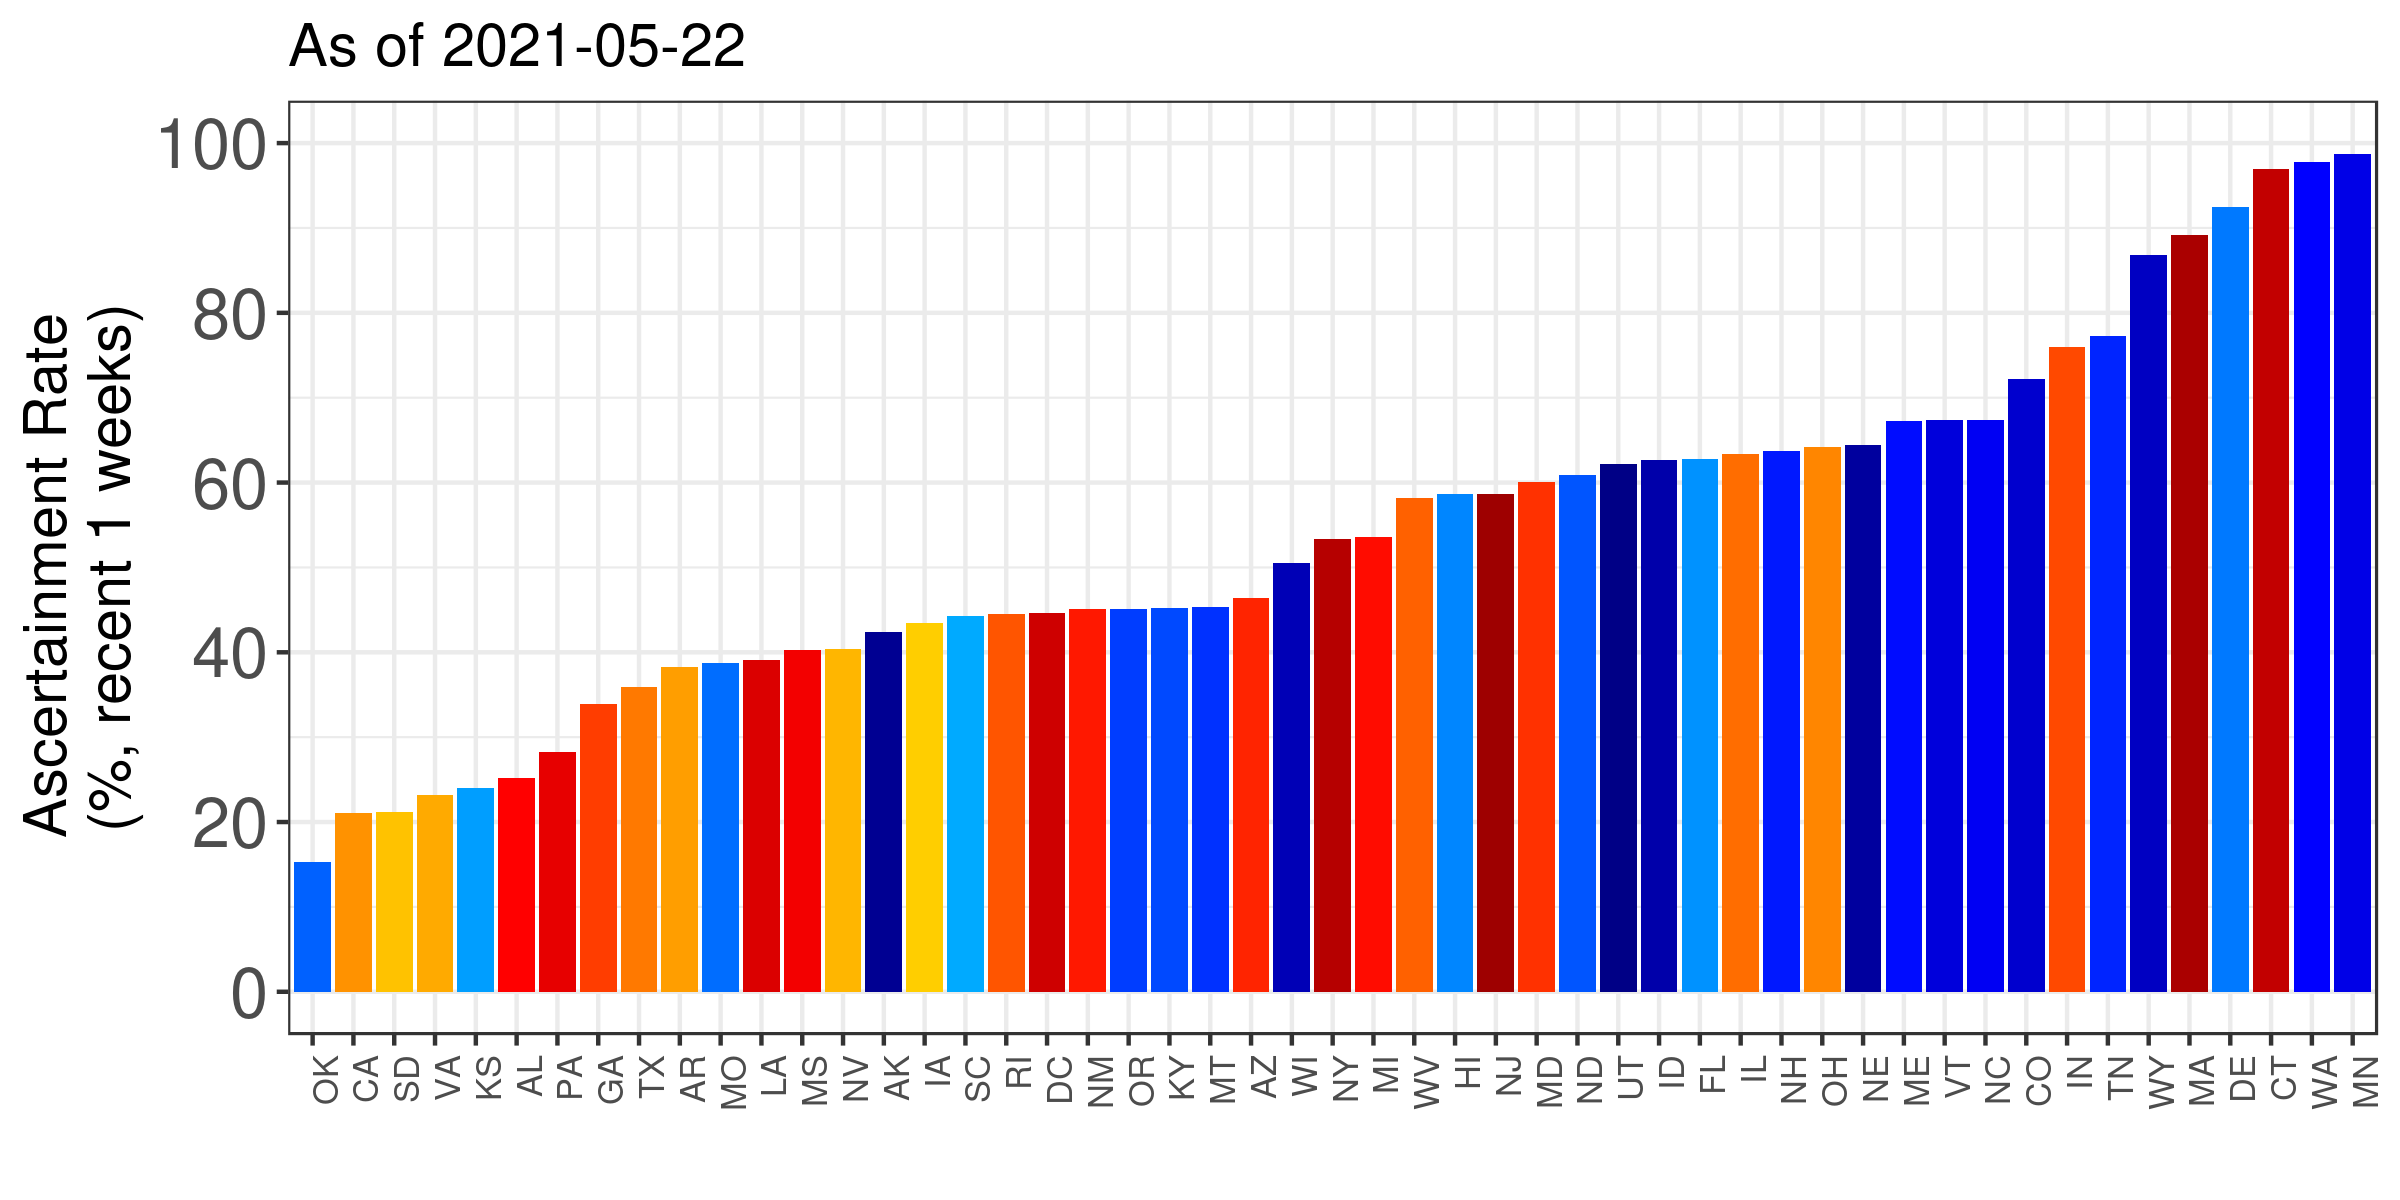 As of 2021-05-22
Ascertainment Rate
(%, recent 1 weeks)
100
80
60
40
20
0
OK CA SD VA KS AL PA GA TX AR MO LA MS NV AK IA SC RI DC NM OR KY MT AZ WI NY MI WV HI NJ MD ND UT ID FL IL NH OH NE ME VT NC CO IN TN WY MA DE CT WA MN